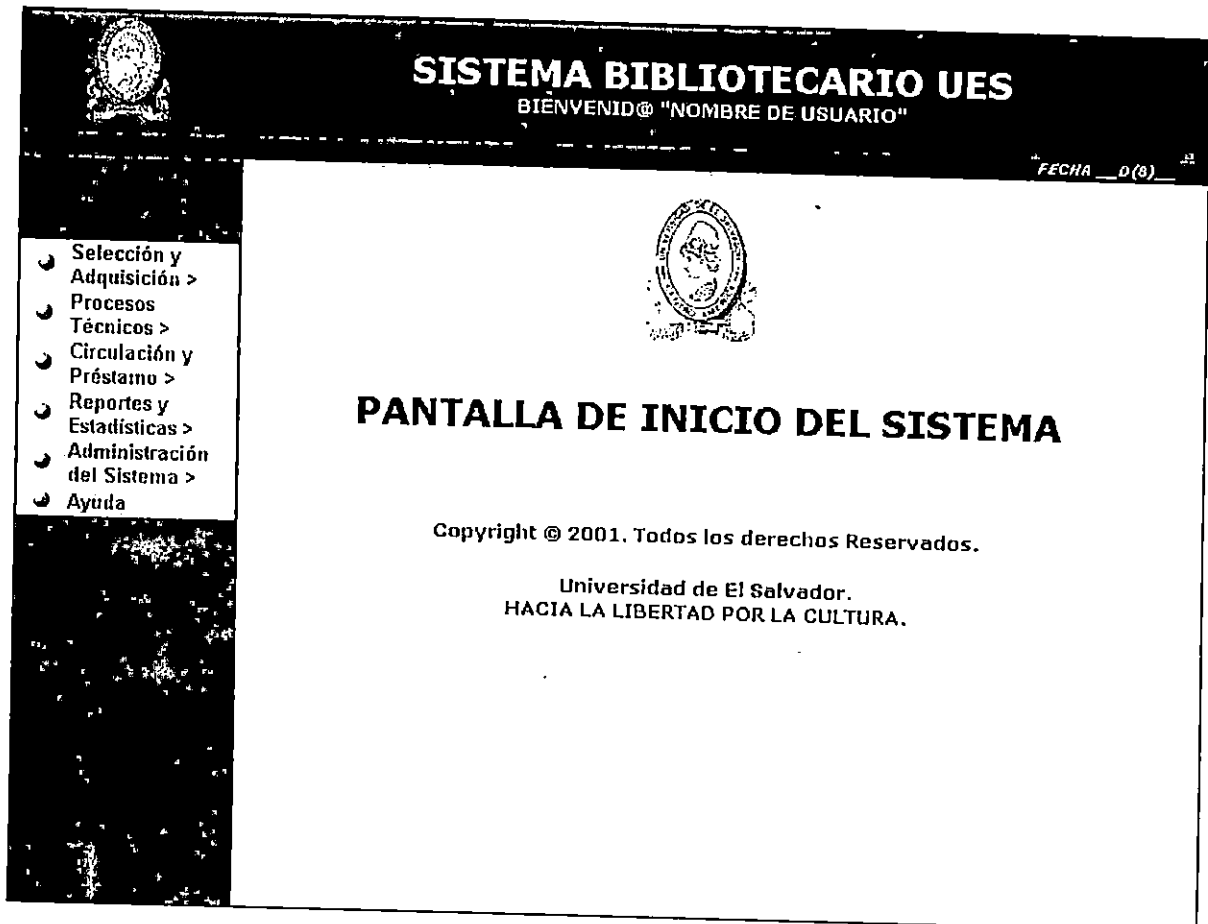 SISTEMA BIBLIOTECARIO UES
BIENVENID@ "NOMBRE DE USUARIO"
FECHA __D(8)__
Selección y
Adquisición >
Procesos
Técnicos >
Circulación y
Préstamo >
Reportes y
Estadísticas >
Administración
del Sistema >
Ayuda
PANTALLA DE INICIO DEL SISTEMA
Copyright © 2001. Todos los derechos Reservados.
Universidad de El Salvador.
HACIA LA LIBERTAD POR LA CULTURA.